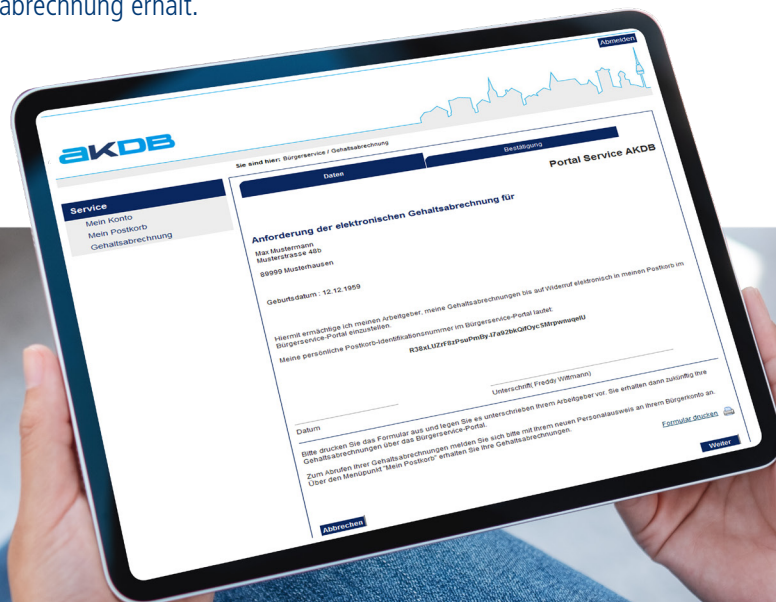 abrechnung erhält.
Abmelden
AKDB
Sie sind hier: Bürgerservice / Gehaltsabrechnung
Daten
Bestätigung
Portal Service AKDB
Service
Mein Konto
Mein Postkorb
Gehaltsabrechnung
Anforderung der elektronischen Gehaltsabrechnung für
Max Mustermann
Musterstrasse 48b
89999 Musterhausen
Geburtsdatum : 12.12.1959
Hiermit ermächtige ich meinen Arbeitgeber, meine Gehaltsabrechnungen bis auf Widerruf elektronisch in meinen Postkorb im
Bürgerservice-Portal einzustellen.
Meine persönliche Postkorb-Identifikationsnummer im Bürgerservice-Portal lautet:
Datum
Unterschrift( Freddy Wittmann)
Bitte drucken Sie das Formular aus und legen Sie es unterschrieben Ihrem Arbeitgeber vor. Sie erhalten dann zukünftig Ihre
Gehaltsabrechnungen über das Bürgerservice-Portal.
Zum Abrufen Ihrer Gehaltsabrechnungen melden Sie sich bitte mit Ihrem neuen Personalausweis an Ihrem Bürgerkonto an.
Über den Menüpunkt "Mein Postkorb" erhalten Sie Ihre Gehaltsabrechnungen.
Formular drucken
Weiter
Abbrechen